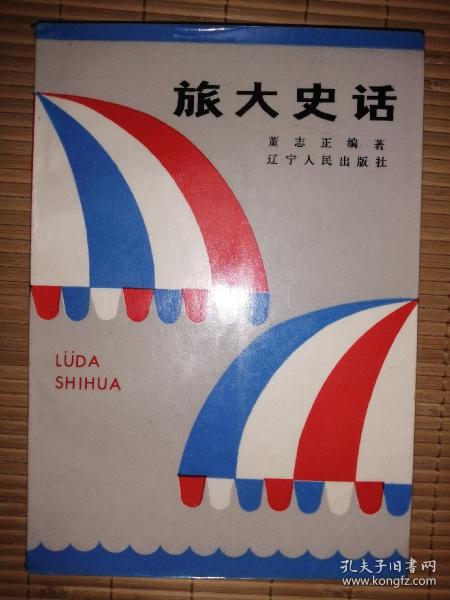 旅大史话
董志正编著
辽宁人民出版社
LÜDA
SHIHUA
孔夫子旧书网
www.kongfz.com